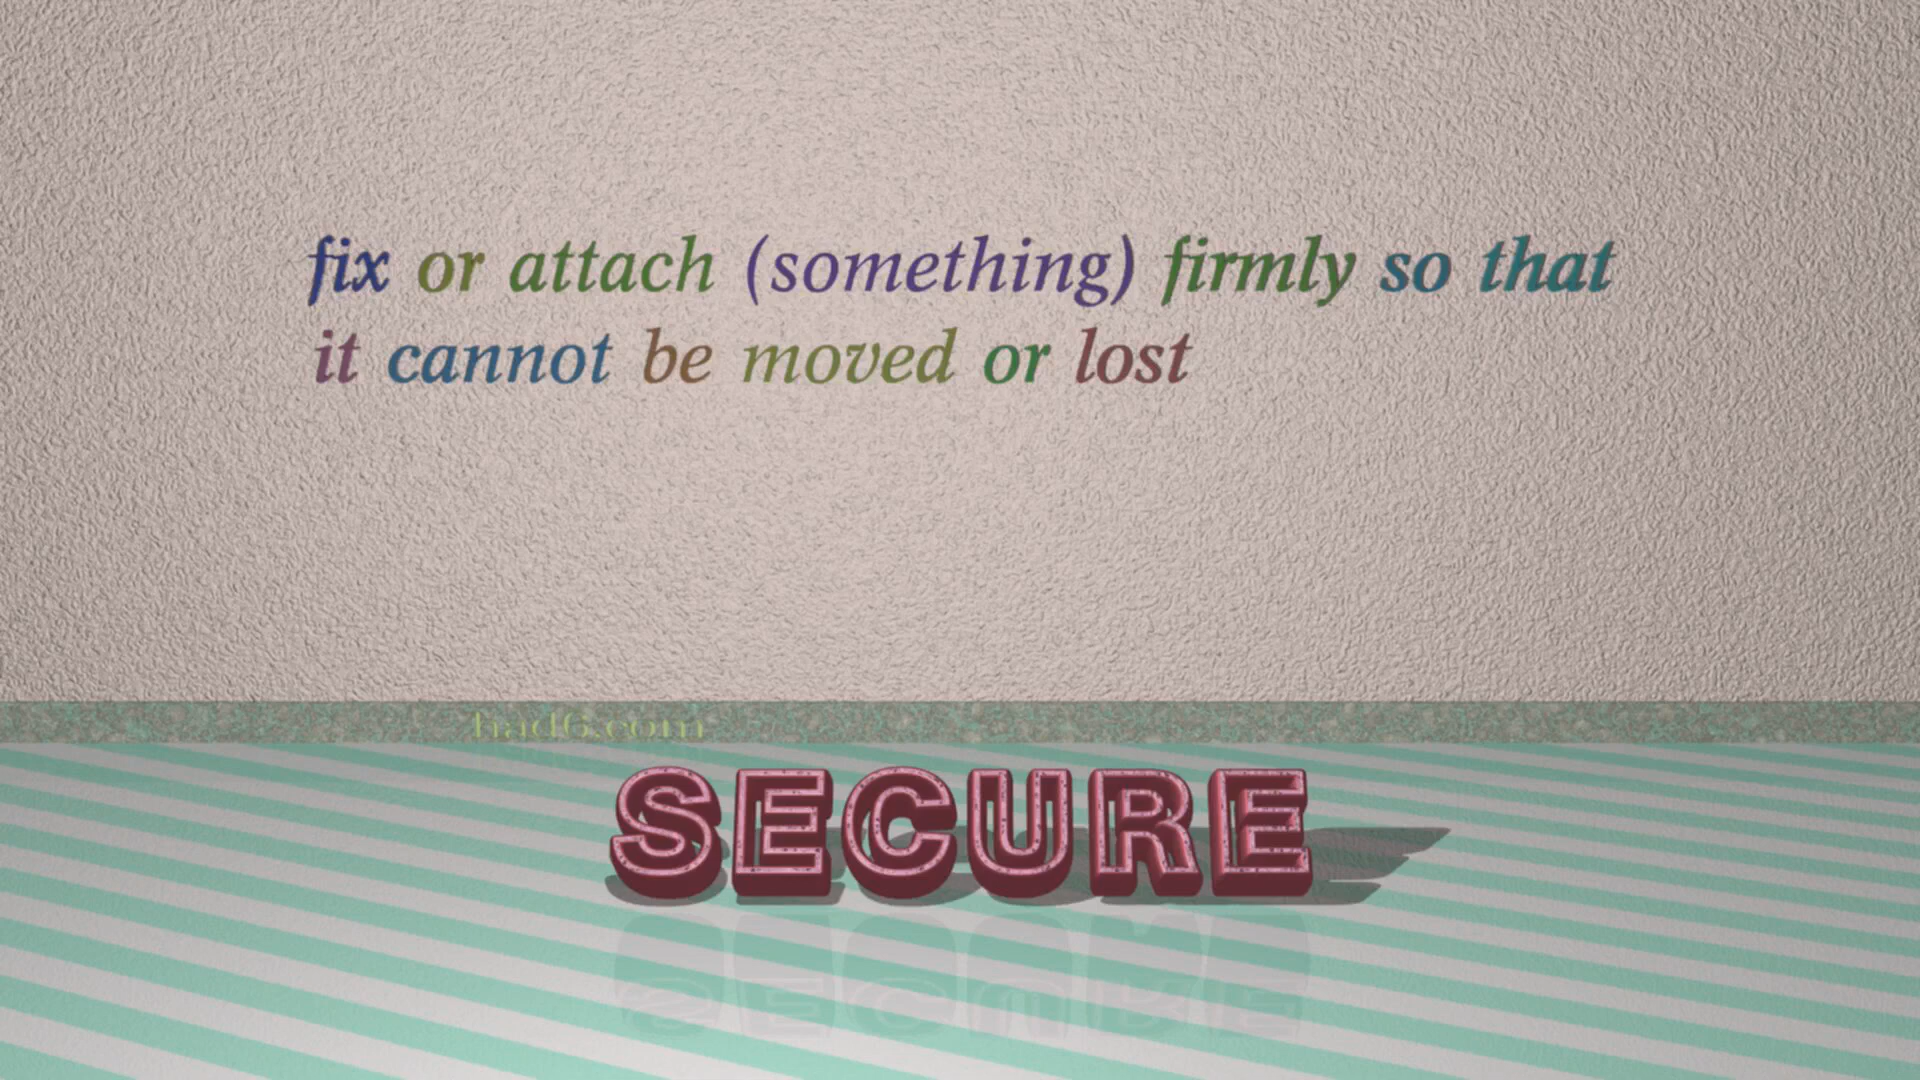 fix or attach (something) firmly so that
it cannot be moved or lost
had6.com
SECURE